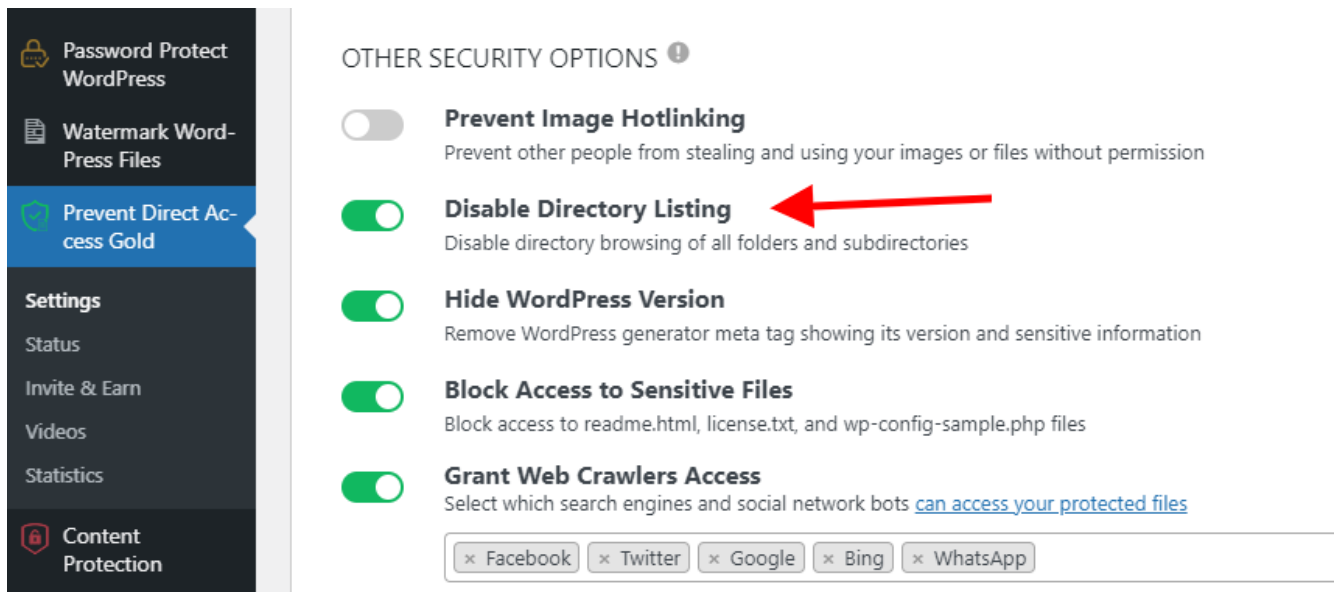 Password Protect
WordPress
Watermark Word-
Press Files
Prevent Direct Ac-
cess Gold
Settings
Status
Invite & Earn
Videos
Statistics
Content
Protection
OTHER SECURITY OPTIONS
Prevent Image Hotlinking
Prevent other people from stealing and using your images or files without permission
Disable Directory Listing
Disable directory browsing of all folders and subdirectories
Hide WordPress Version
Remove WordPress generator meta tag showing its version and sensitive information
Block Access to Sensitive Files
Block access to readme.html, license.txt, and wp-config-sample.php files
Grant Web Crawlers Access
Select which search engines and social network bots can access your protected files
× Facebook × Twitter × Google × Bing × WhatsApp